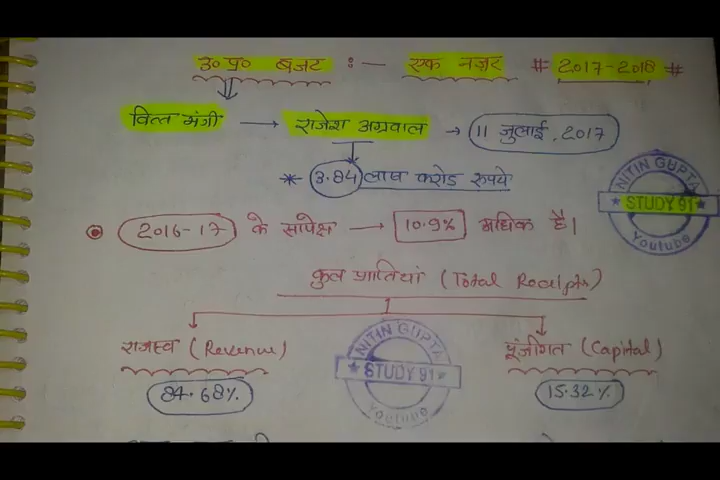 उ० प्र० बजट :- एक नज़र # 2017-2018 #
वित्त मंत्री → राजेश अग्रवाल → 11 जुलाई, 2017
* 3.84 लाख करोड़ रुपये
NITIN GUPTA
STUDY 91
Youtube
2016-17 के सापेक्ष → 10.9% अधिक है।
कुल प्राप्तियां (Total Receipts)
राजस्व (Revenue) पूंजीगत (Capital)
NITIN GUPTA
STUDY 91
Youtube
84.68% 15.32%